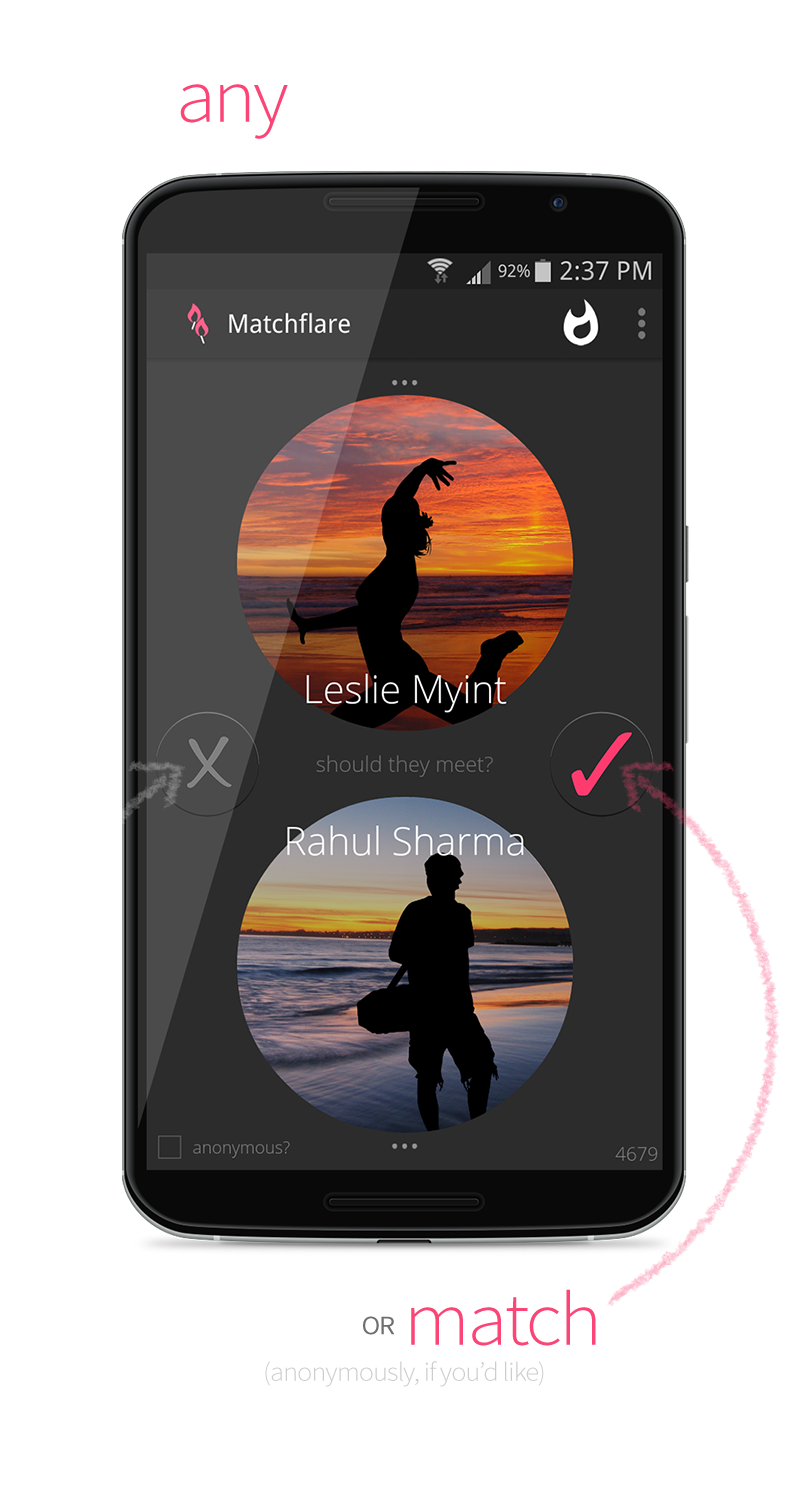 any
92% 2:37 PM
Matchflare
Leslie Myint
X should they meet?
Rahul Sharma
anonymous? 4679
OR match
(anonymously, if you'd like)